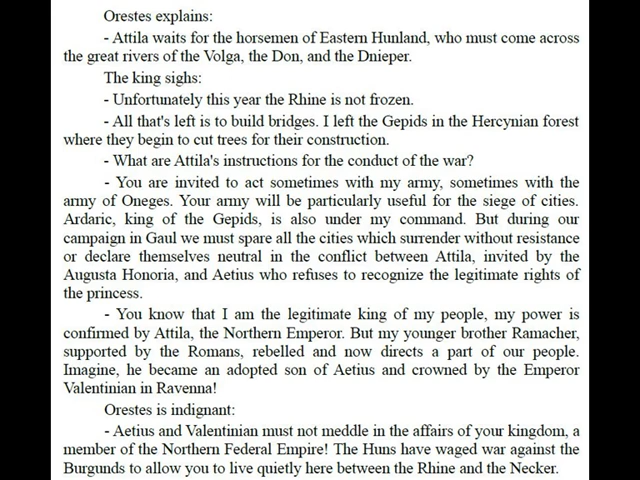 Orestes explains:
- Attila waits for the horsemen of Eastern Hunland, who must come across
the great rivers of the Volga, the Don, and the Dnieper.
The king sighs:
- Unfortunately this year the Rhine is not frozen.
- All that's left is to build bridges. I left the Gepids in the Hercynian forest
where they begin to cut trees for their construction.
- What are Attila's instructions for the conduct of the war?
- You are invited to act sometimes with my army, sometimes with the
army of Oneges. Your army will be particularly useful for the siege of cities.
Ardaric, king of the Gepids, is also under my command. But during our
campaign in Gaul we must spare all the cities which surrender without resistance
or declare themselves neutral in the conflict between Attila, invited by the
Augusta Honoria, and Aetius who refuses to recognize the legitimate rights of
the princess.
- You know that I am the legitimate king of my people, my power is
confirmed by Attila, the Northern Emperor. But my younger brother Ramacher,
supported by the Romans, rebelled and now directs a part of our people.
Imagine, he became an adopted son of Aetius and crowned by the Emperor
Valentinian in Ravenna!
Orestes is indignant:
- Aetius and Valentinian must not meddle in the affairs of your kingdom, a
member of the Northern Federal Empire! The Huns have waged war against the
Burgunds to allow you to live quietly here between the Rhine and the Necker.